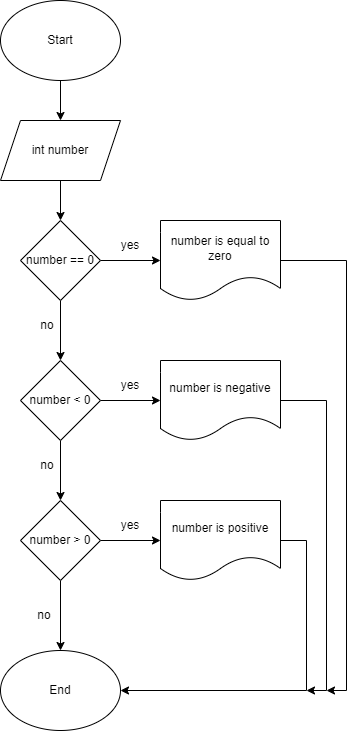 Start
int number
number == 0
yes
number is equal to
zero
no
number < 0
yes
number is negative
no
number > 0
yes
number is positive
no
End